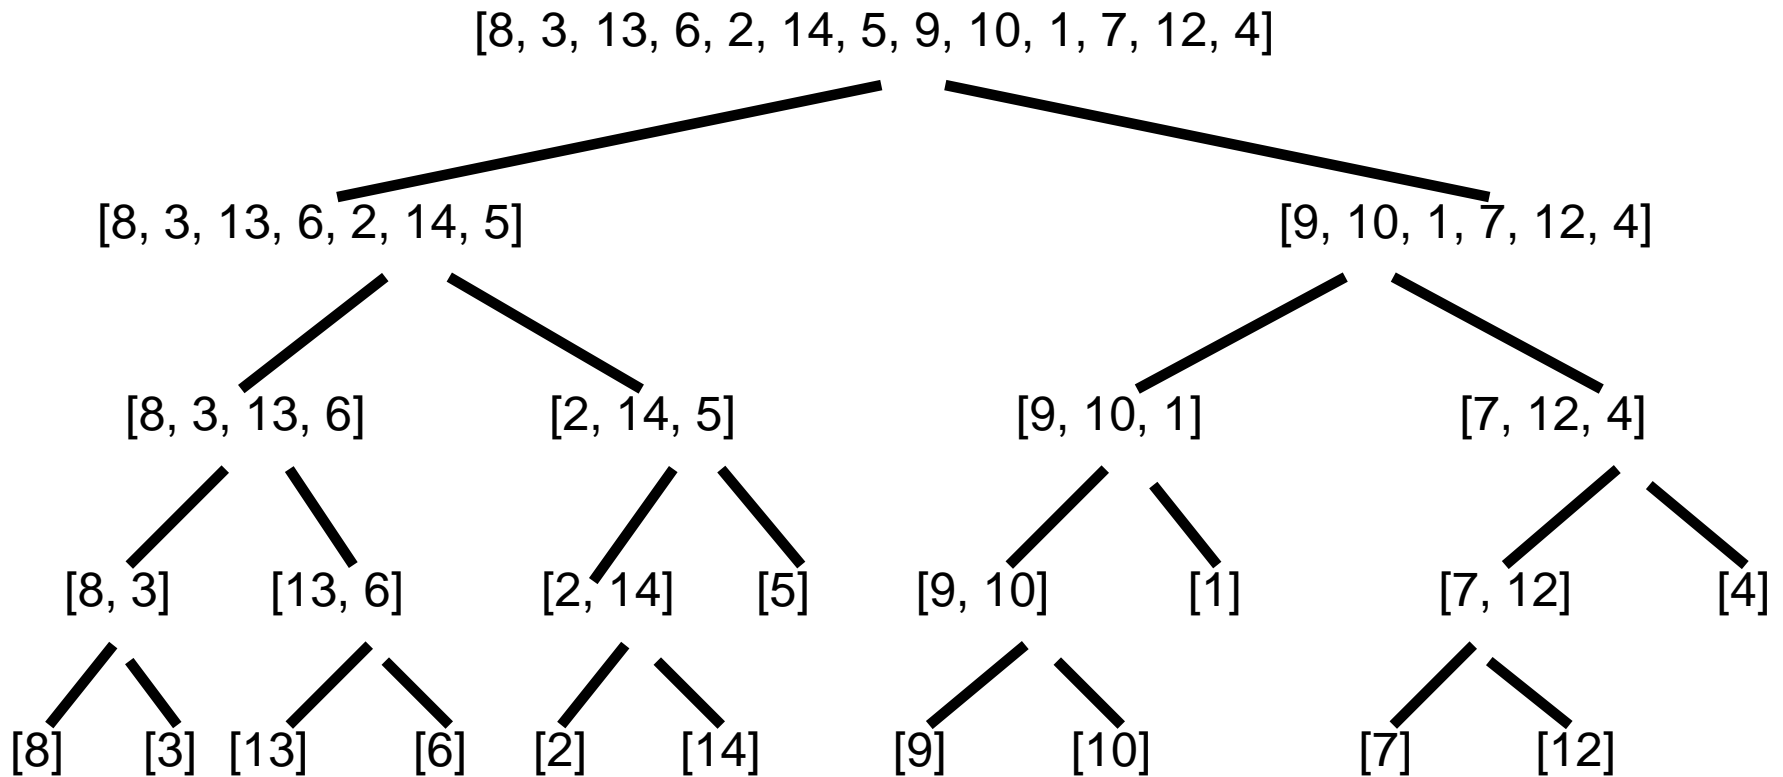 [8, 3, 13, 6, 2, 14, 5, 9, 10, 1, 7, 12, 4]
[8, 3, 13, 6, 2, 14, 5] [9, 10, 1, 7, 12, 4]
[8, 3, 13, 6] [2, 14, 5] [9, 10, 1] [7, 12, 4]
[8, 3] [13, 6] [2, 14] [5] [9, 10] [1] [7, 12] [4]
[8] [3] [13] [6] [2] [14] [9] [10] [7] [12]